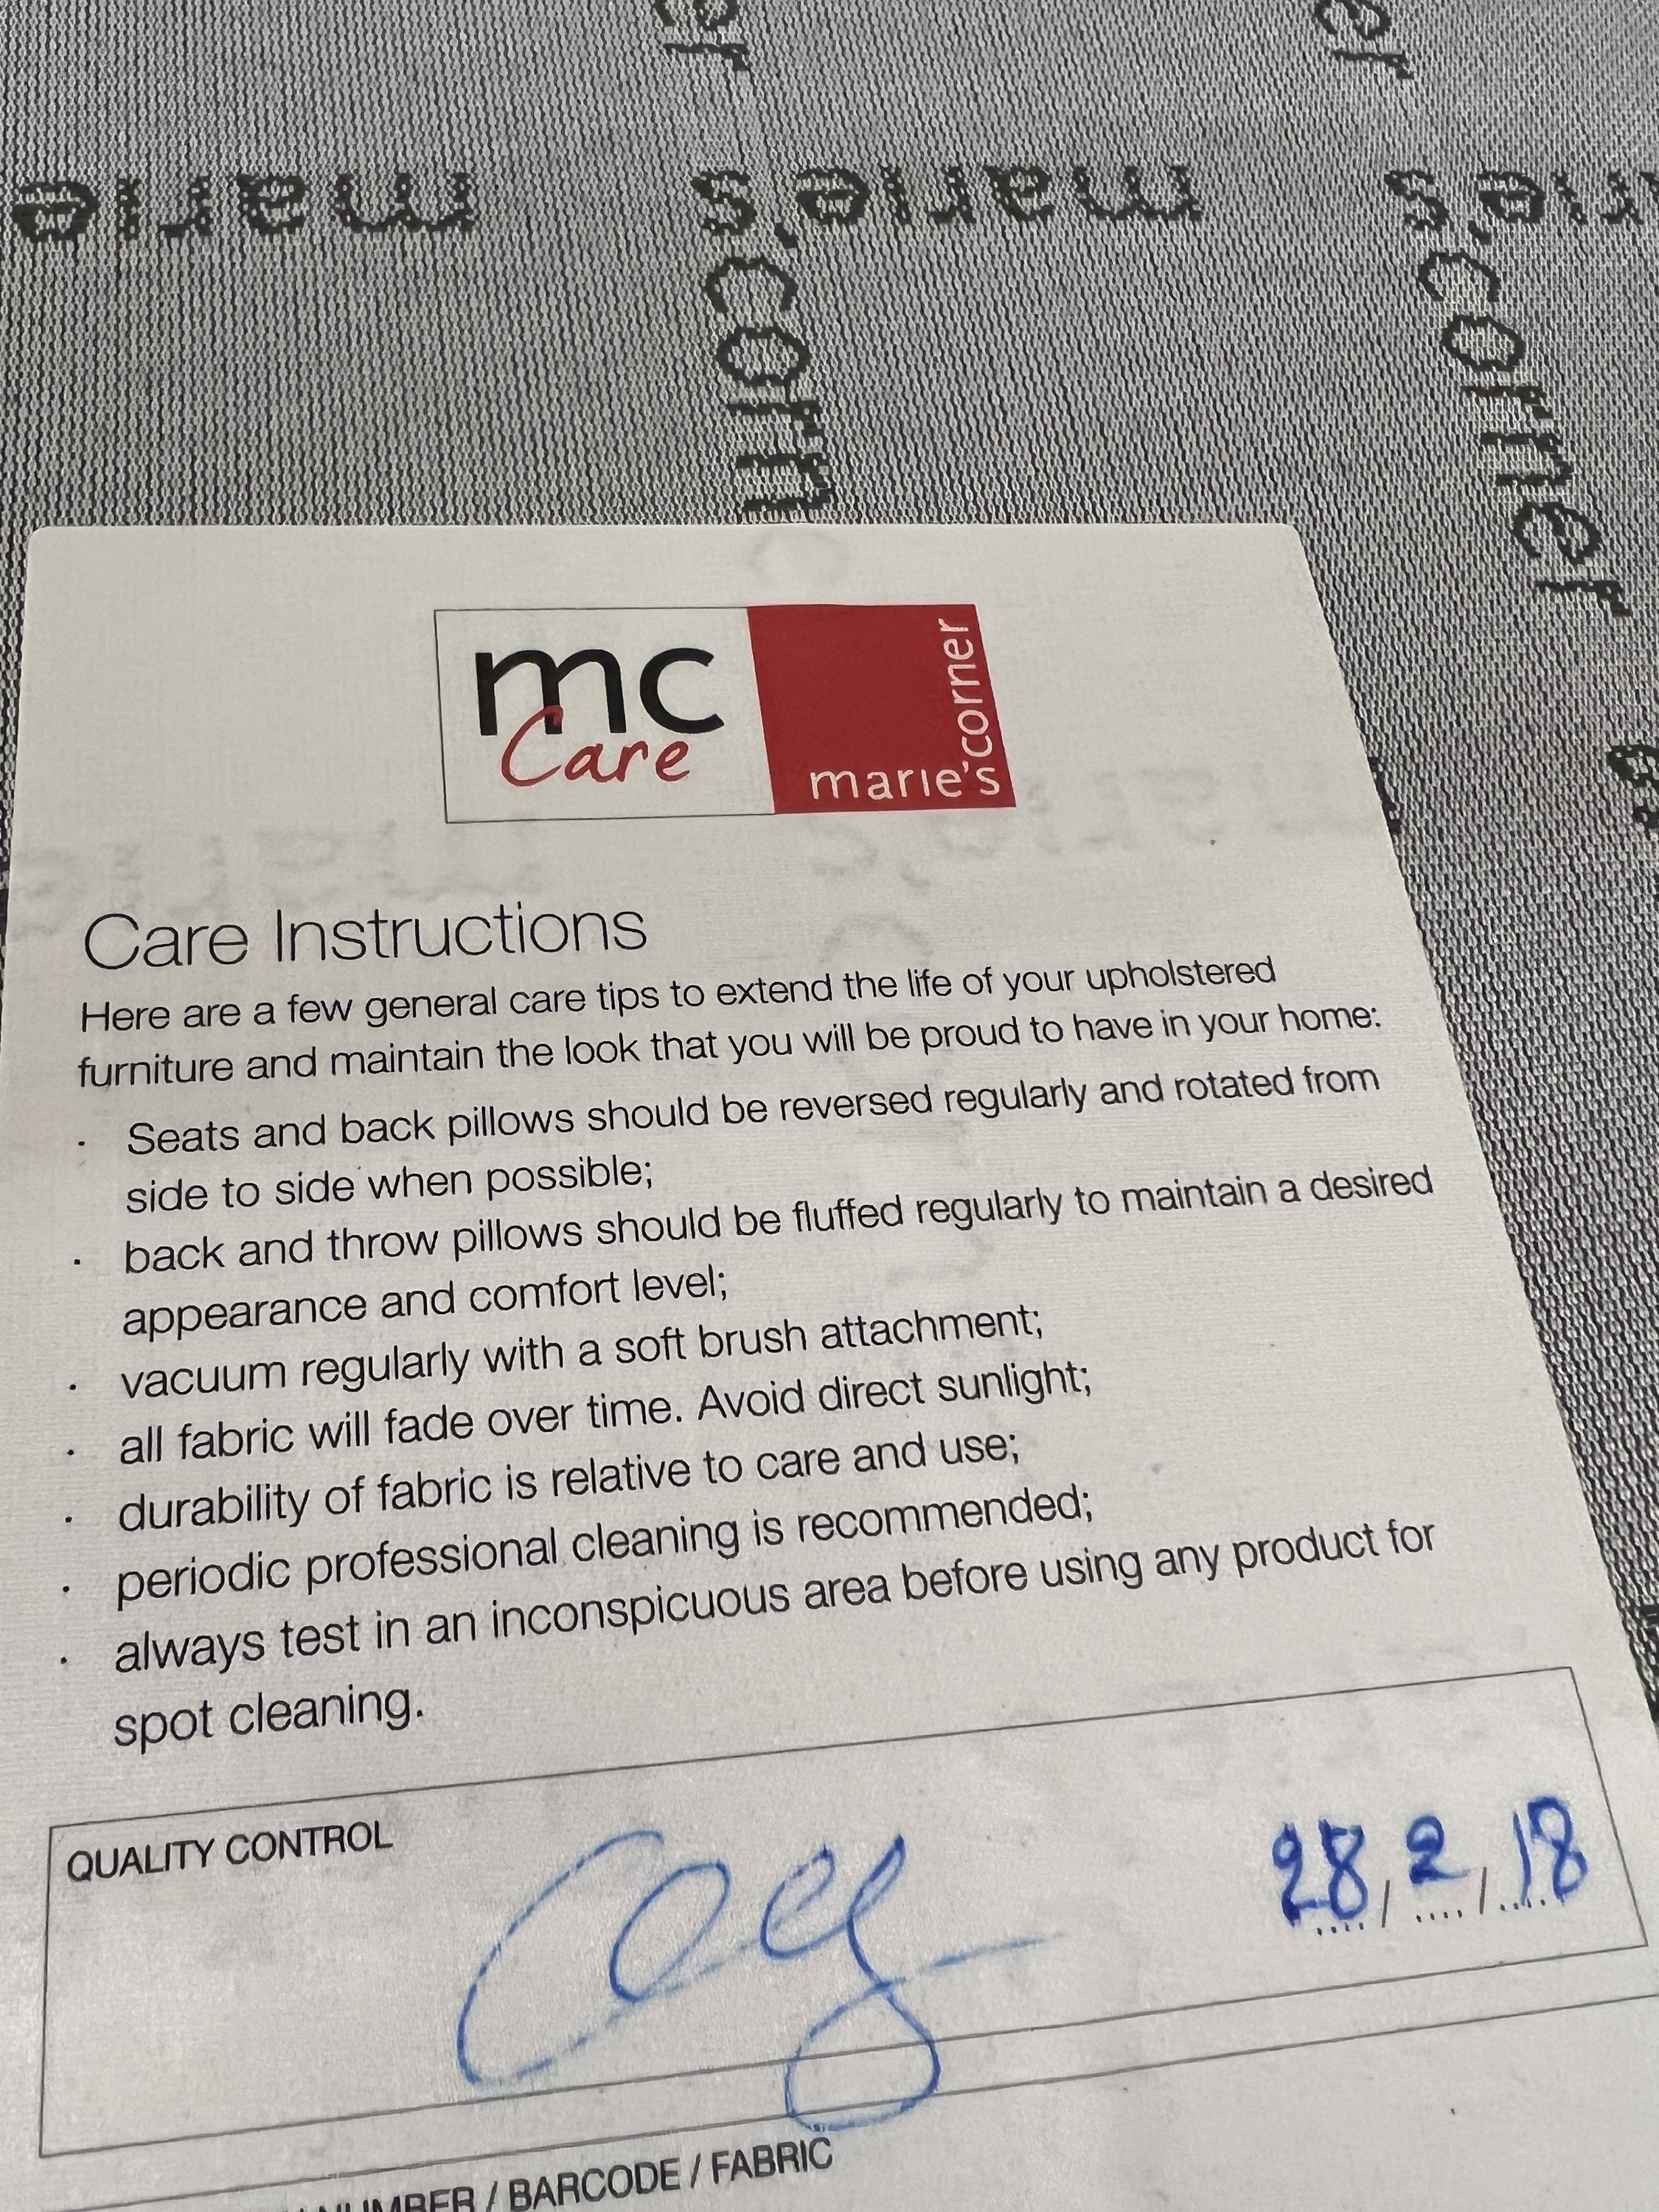 er
er
marie
marie's
rie
corn
corner
mc
Care
marie's
corner
Care Instructions
Here are a few general care tips to extend the life of your upholstered
furniture and maintain the look that you will be proud to have in your home:
· Seats and back pillows should be reversed regularly and rotated from
side to side when possible;
· back and throw pillows should be fluffed regularly to maintain a desired
appearance and comfort level;
· vacuum regularly with a soft brush attachment;
· all fabric will fade over time. Avoid direct sunlight;
· durability of fabric is relative to care and use;
· periodic professional cleaning is recommended;
· always test in an inconspicuous area before using any product for
spot cleaning.
QUALITY CONTROL
28/2/18
NUMBER / BARCODE / FABRIC